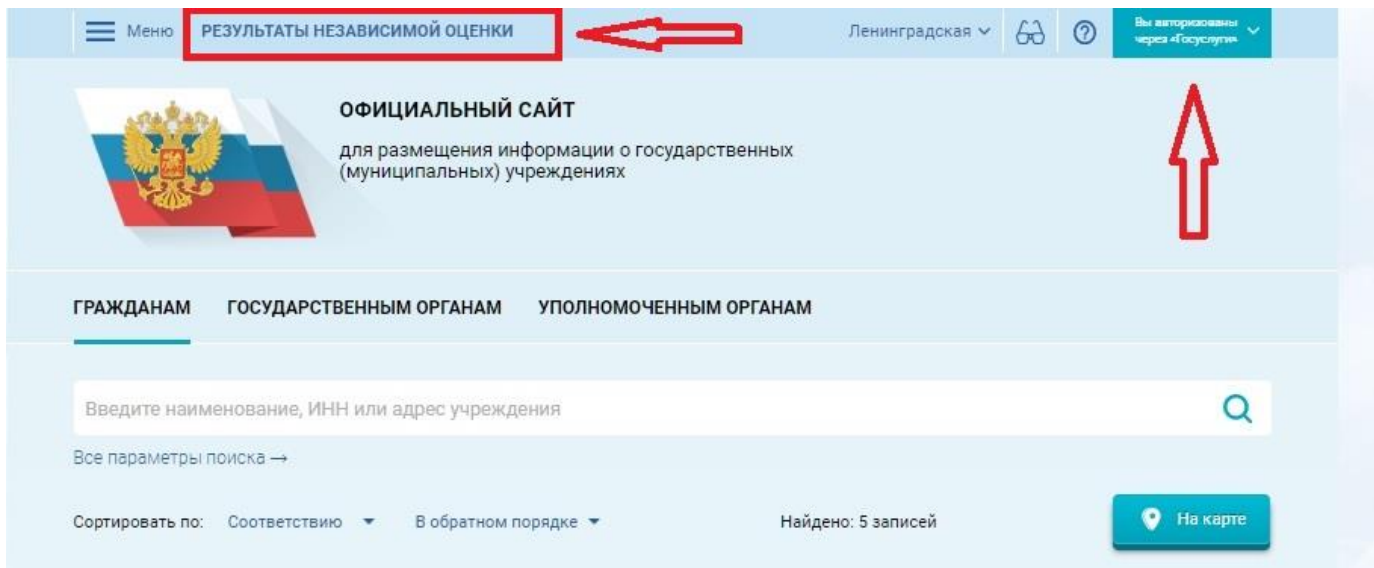 Меню РЕЗУЛЬТАТЫ НЕЗАВИСИМОЙ ОЦЕНКИ Ленинградская Вы авторизованы
через «Госуслуги»
ОФИЦИАЛЬНЫЙ САЙТ
для размещения информации о государственных
(муниципальных) учреждениях
ГРАЖДАНАМ ГОСУДАРСТВЕННЫМ ОРГАНАМ УПОЛНОМОЧЕННЫМ ОРГАНАМ
Введите наименование, ИНН или адрес учреждения
Все параметры поиска →
Сортировать по: Соответствию В обратном порядке Найдено: 5 записей На карте